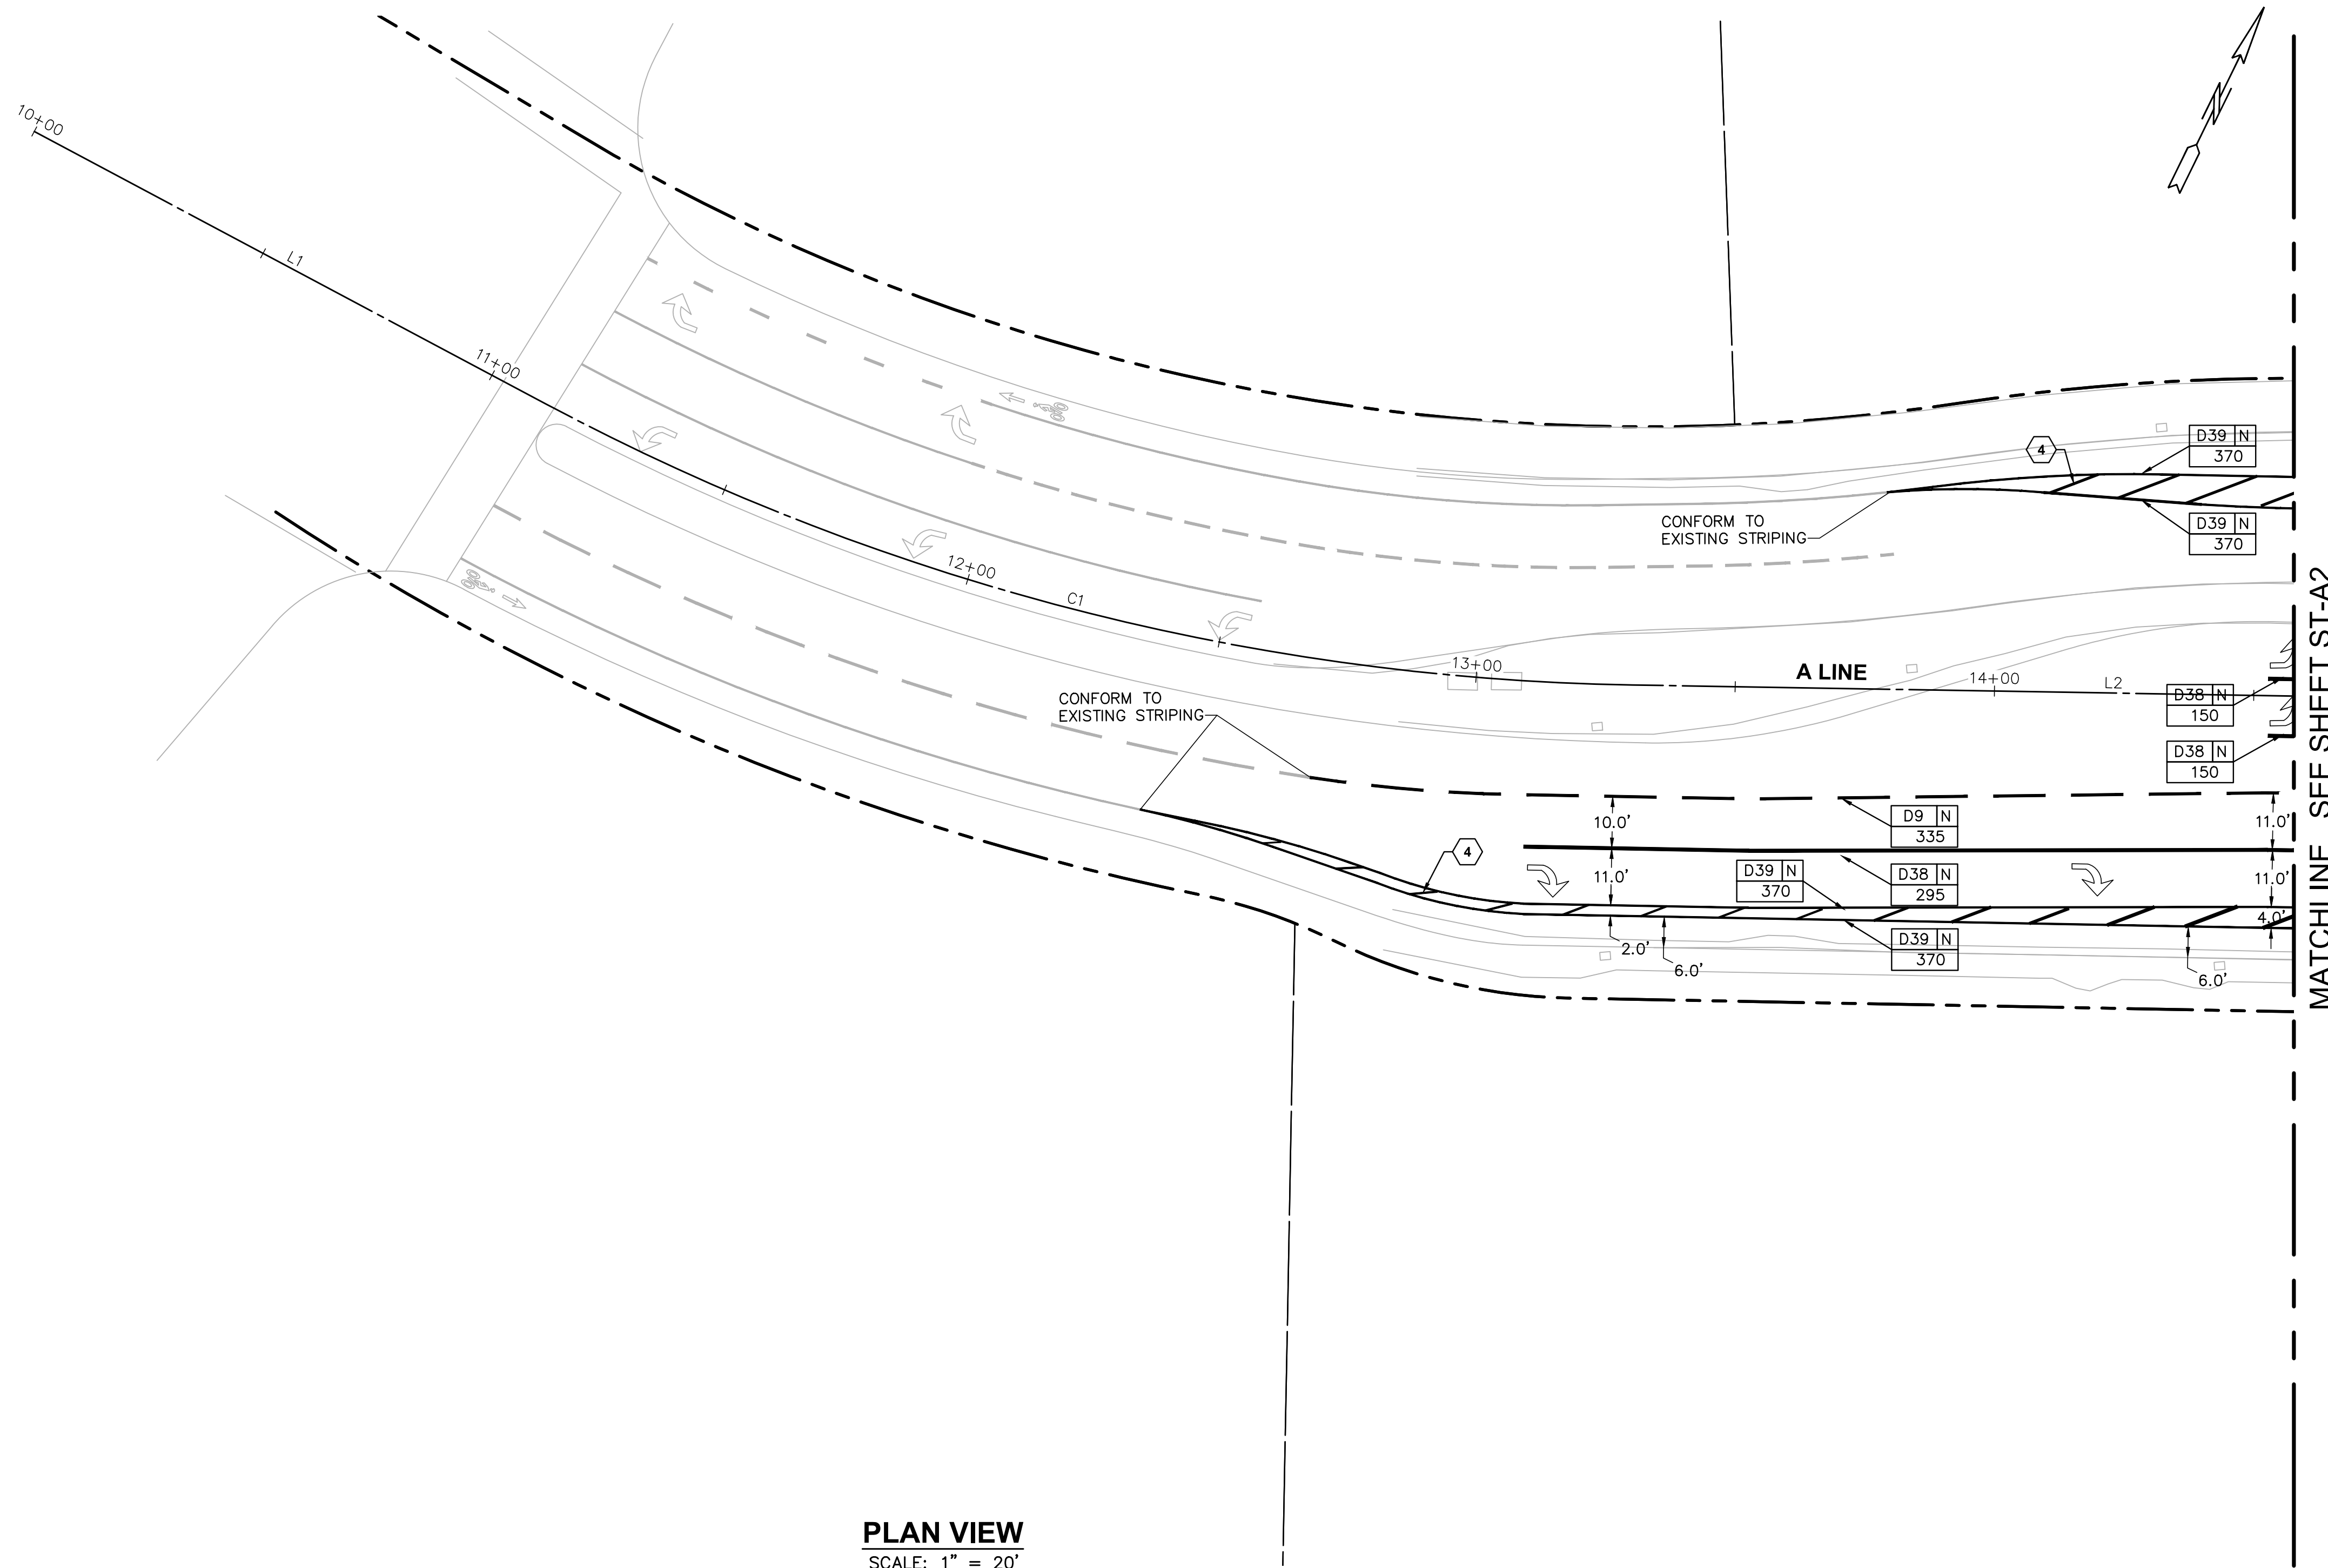 10+00
L1
11+00
12+00
C1
13+00
A LINE
14+00
L2
D39 N
370
4
D39 N
370
CONFORM TO
EXISTING STRIPING
CONFORM TO
EXISTING STRIPING
D38 N
150
D38 N
150
10.0'
D9 N
335
11.0'
4
11.0'
D39 N
370
D38 N
295
11.0'
4.0'
2.0'
6.0'
D39 N
370
6.0'
N
MATCHLINE - SEE SHEET ST-A2
PLAN VIEW
SCALE: 1" = 20'